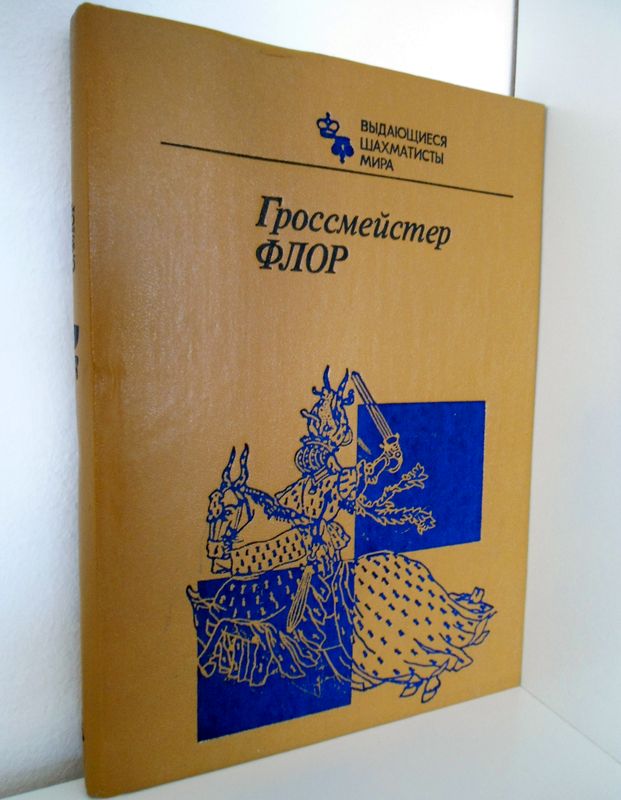 ВЫДАЮЩИЕСЯ
ШАХМАТИСТЫ
МИРА
Гроссмейстер
ФЛОР